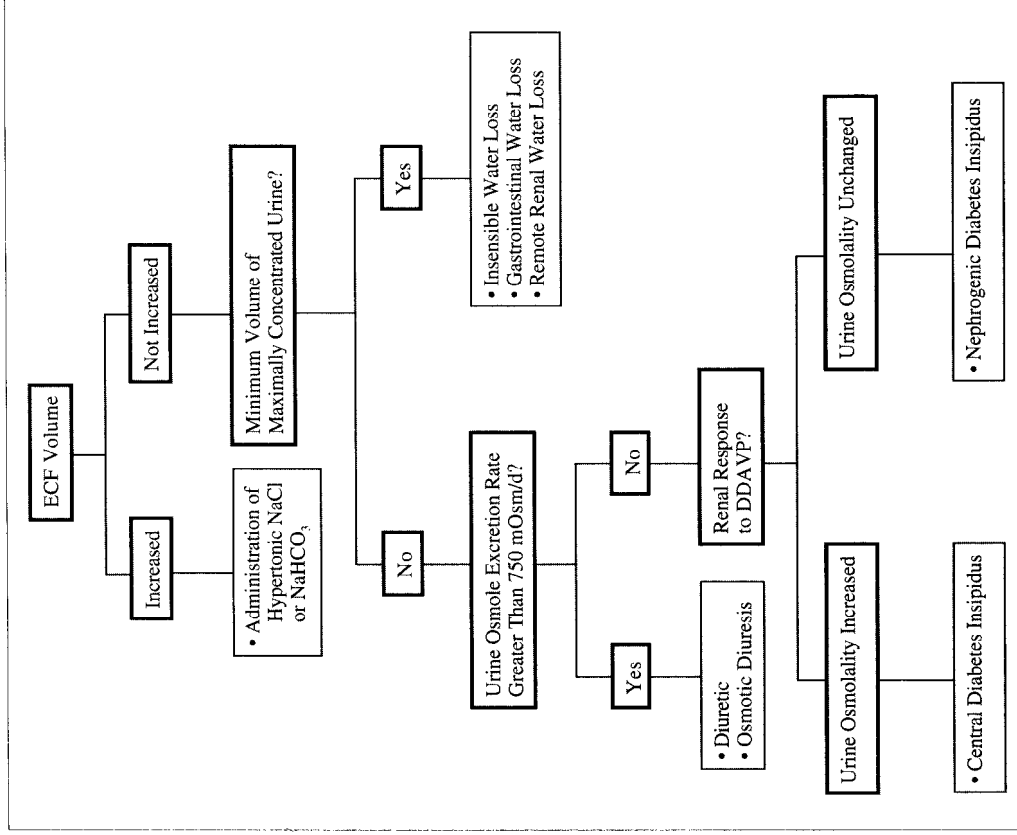 ECF Volume
Increased
Not Increased
• Administration of
Hypertonic NaCl
or NaHCO₃
Minimum Volume of
Maximally Concentrated Urine?
No
Yes
Urine Osmole Excretion Rate
Greater Than 750 mOsm/d?
• Insensible Water Loss
• Gastrointestinal Water Loss
• Remote Renal Water Loss
Yes
No
• Diuretic
• Osmotic Diuresis
Renal Response
to DDAVP?
Urine Osmolality Increased
Urine Osmolality Unchanged
• Central Diabetes Insipidus
• Nephrogenic Diabetes Insipidus